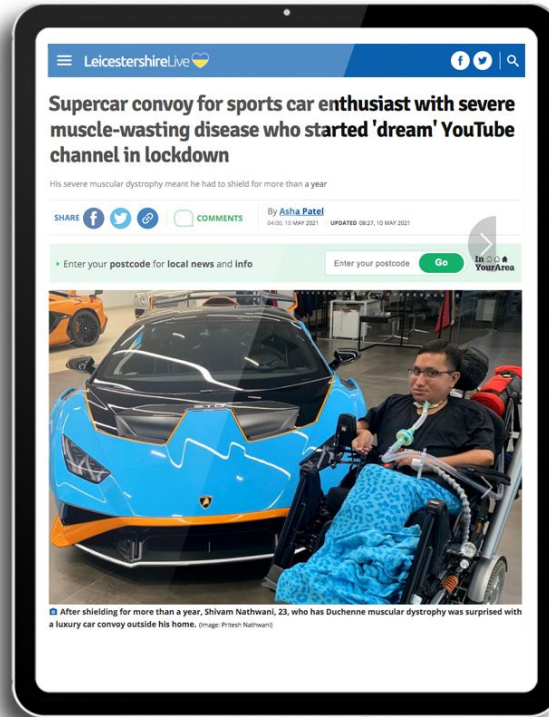 LeicestershireLive
Supercar convoy for sports car enthusiast with severe
muscle-wasting disease who started 'dream' YouTube
channel in lockdown
His severe muscular dystrophy meant he had to shield for more than a year
SHARE
COMMENTS
By Asha Patel
04:00, 10 MAY 2021 UPDATED 08:27, 10 MAY 2021
Enter your postcode for local news and info
Enter your postcode
Go
In
YourArea
STO
After shielding for more than a year, Shivam Nathwani, 23, who has Duchenne muscular dystrophy was surprised with
a luxury car convoy outside his home. (Image: Pritesh Nathwani)